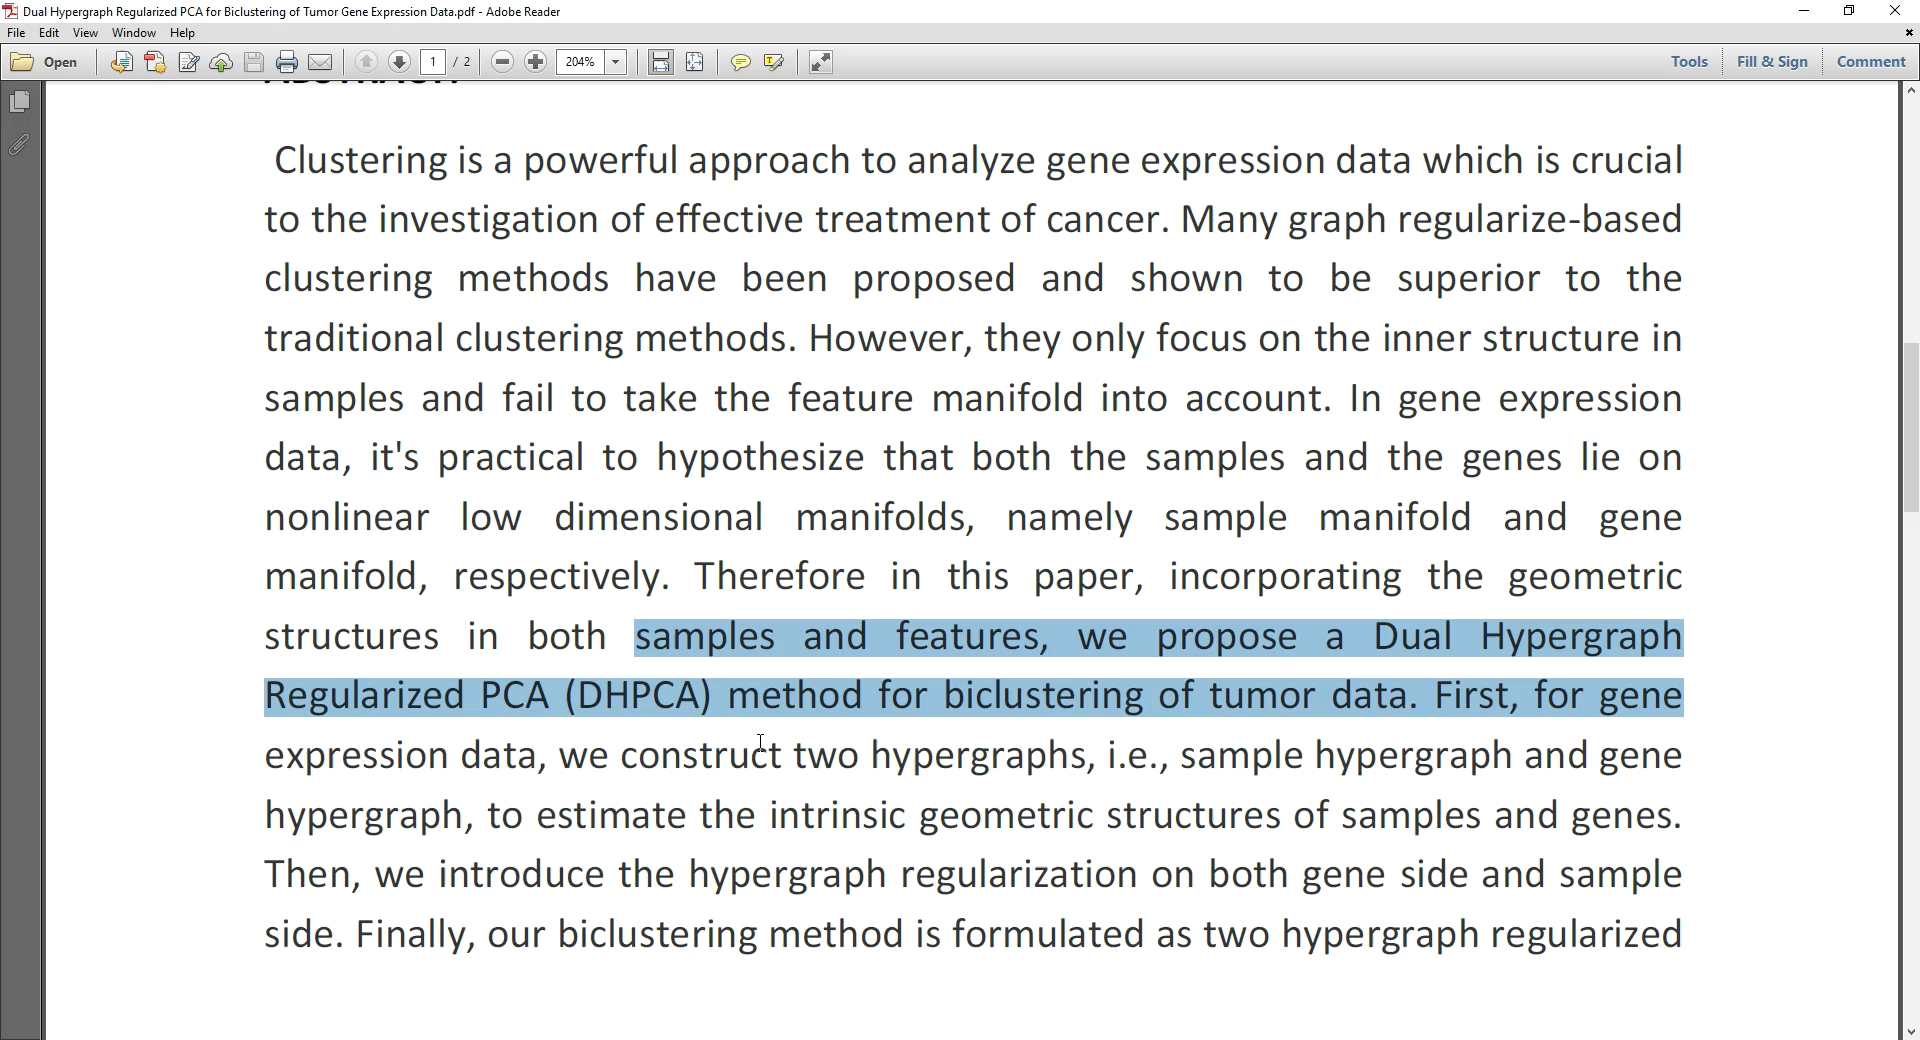 Dual Hypergraph Regularized PCA for Biclustering of Tumor Gene Expression Data.pdf - Adobe Reader
File Edit View Window Help
Open 1 / 2 204% Tools Fill & Sign Comment
Clustering is a powerful approach to analyze gene expression data which is crucial
to the investigation of effective treatment of cancer. Many graph regularize-based
clustering methods have been proposed and shown to be superior to the
traditional clustering methods. However, they only focus on the inner structure in
samples and fail to take the feature manifold into account. In gene expression
data, it's practical to hypothesize that both the samples and the genes lie on
nonlinear low dimensional manifolds, namely sample manifold and gene
manifold, respectively. Therefore in this paper, incorporating the geometric
structures in both samples and features, we propose a Dual Hypergraph
Regularized PCA (DHPCA) method for biclustering of tumor data. First, for gene
expression data, we construct two hypergraphs, i.e., sample hypergraph and gene
hypergraph, to estimate the intrinsic geometric structures of samples and genes.
Then, we introduce the hypergraph regularization on both gene side and sample
side. Finally, our biclustering method is formulated as two hypergraph regularized